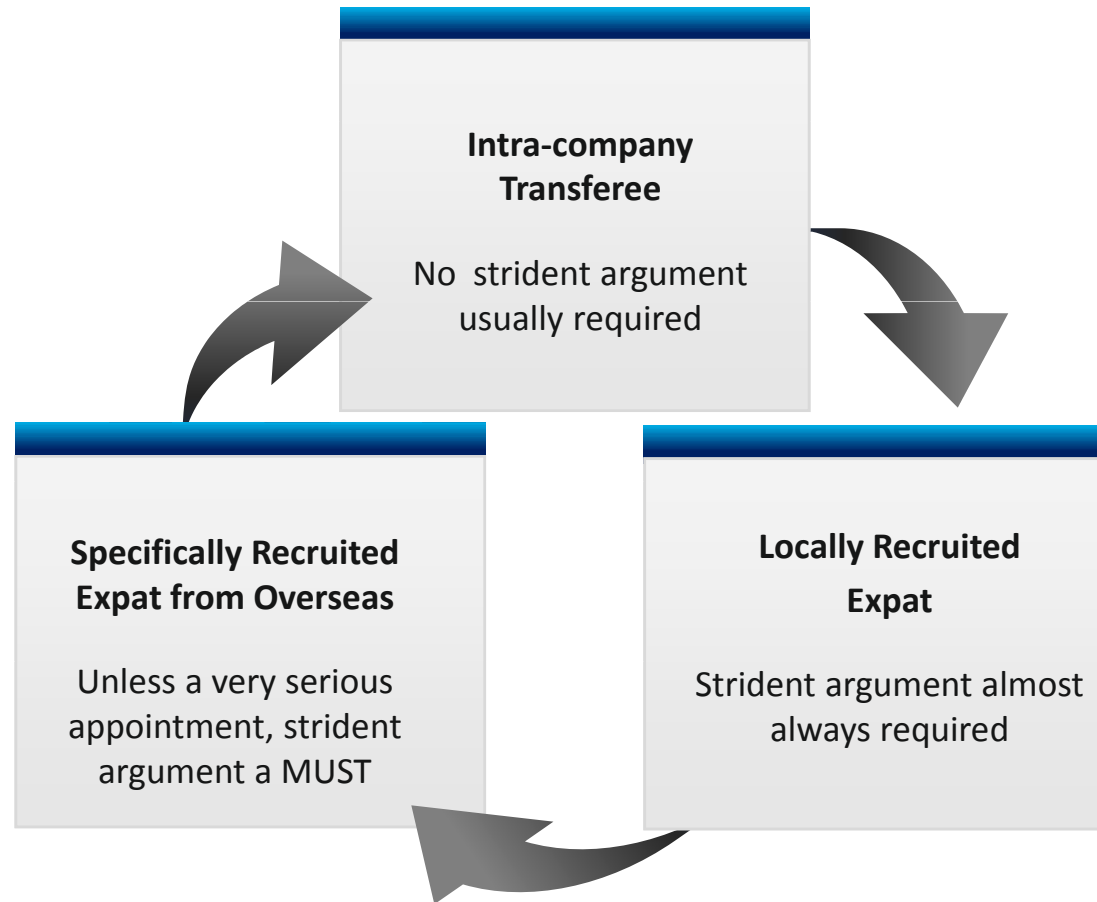 Intra-company
Transferee
No  strident argument
usually required
Specifically Recruited
Expat from Overseas
Unless a very serious
appointment, strident
argument a MUST
Locally Recruited
Expat
Strident argument almost
always required